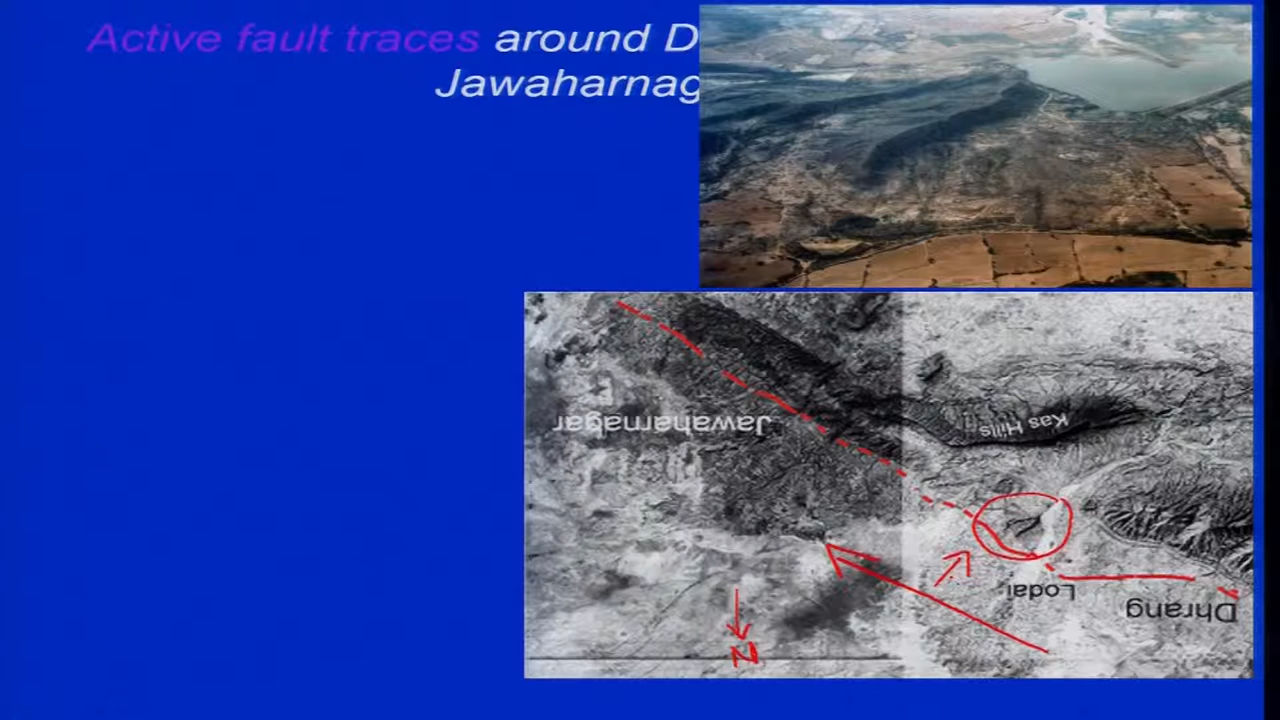 Active fault traces around D
Jawaharnag
Jawaharnagar
Kas Hills
Lodai
Dhrang
N